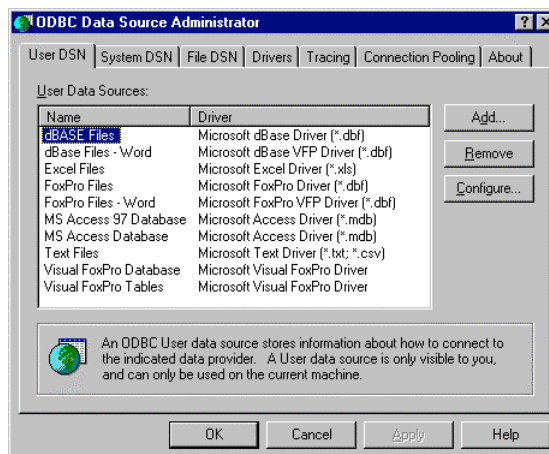 ODBC Data Source Administrator
User DSN System DSN File DSN Drivers Tracing Connection Pooling About
User Data Sources:
Name Driver
dBASE Files Microsoft dBase Driver (*.dbf)
dBase Files - Word Microsoft dBase VFP Driver (*.dbf)
Excel Files Microsoft Excel Driver (*.xls)
FoxPro Files Microsoft FoxPro Driver (*.dbf)
FoxPro Files - Word Microsoft FoxPro VFP Driver (*.dbf)
MS Access 97 Database Microsoft Access Driver (*.mdb)
MS Access Database Microsoft Access Driver (*.mdb)
Text Files Microsoft Text Driver (*.txt; *.csv)
Visual FoxPro Database Microsoft Visual FoxPro Driver
Visual FoxPro Tables Microsoft Visual FoxPro Driver
Add...
Remove
Configure...
An ODBC User data source stores information about how to connect to
the indicated data provider. A User data source is only visible to you,
and can only be used on the current machine.
OK Cancel Apply Help